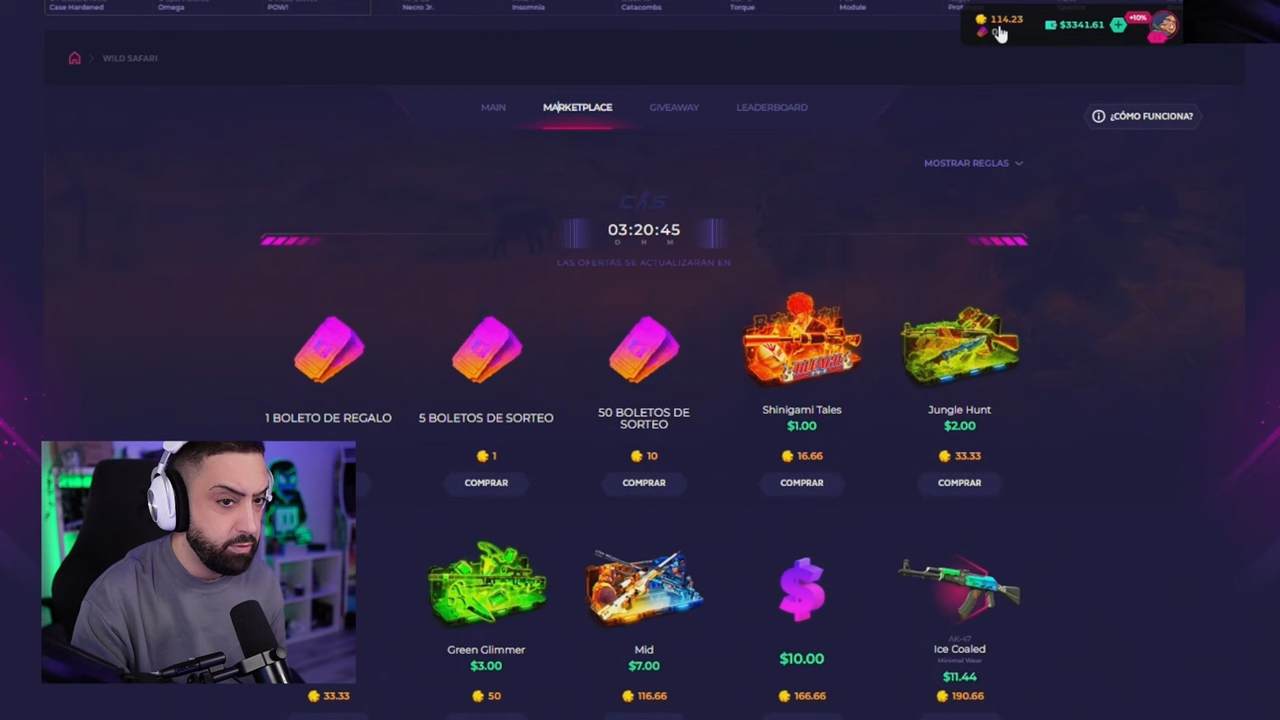 Case Hardened
Omega
POW!
Necro Jr.
Insomnia
Catacombs
Torque
Module
114.23
0
$3341.61
+10%
WILD SAFARI
MAIN
MARKETPLACE
GIVEAWAY
LEADERBOARD
¿CÓMO FUNCIONA?
MOSTRAR REGLAS
03:20:45
D H M
LAS OFERTAS SE ACTUALIZARÁN EN
1 BOLETO DE REGALO
5 BOLETOS DE SORTEO
50 BOLETOS DE
SORTEO
Shinigami Tales
$1.00
Jungle Hunt
$2.00
1
10
16.66
33.33
COMPRAR
COMPRAR
COMPRAR
COMPRAR
Green Glimmer
$3.00
Mid
$7.00
$10.00
AK-47
Ice Coaled
Minimal Wear
$11.44
33.33
50
116.66
166.66
190.66